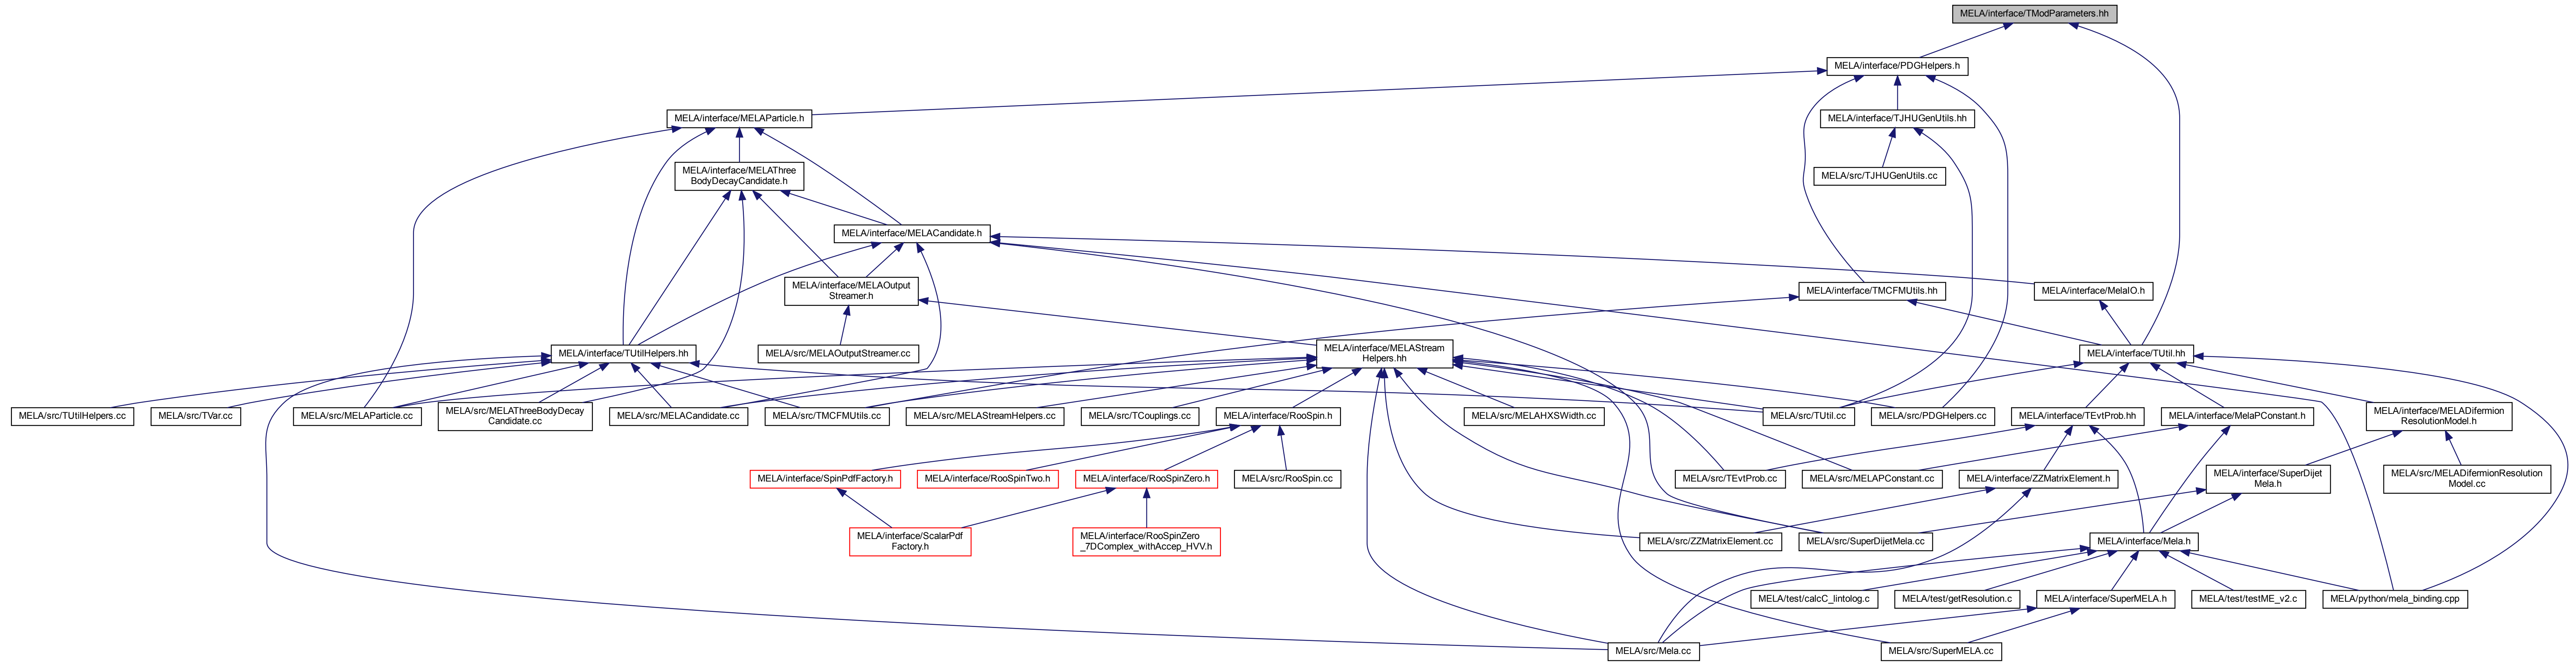 MELA/interface/TModParameters.hh
MELA/interface/PDGHelpers.h
MELA/interface/MELAParticle.h
MELA/interface/TJHUGenUtils.hh
MELA/interface/MELAThree
BodyDecayCandidate.h
MELA/src/TJHUGenUtils.cc
MELA/interface/MELACandidate.h
MELA/interface/MELAOutput
Streamer.h
MELA/interface/TMCFMUtils.hh
MELA/interface/MelaIO.h
MELA/interface/TUtilHelpers.hh
MELA/src/MELAOutputStreamer.cc
MELA/interface/MELAStream
Helpers.hh
MELA/interface/TUtil.hh
MELA/src/TUtilHelpers.cc
MELA/src/TVar.cc
MELA/src/MELAParticle.cc
MELA/src/MELAThreeBodyDecay
Candidate.cc
MELA/src/MELACandidate.cc
MELA/src/TMCFMUtils.cc
MELA/src/MELAStreamHelpers.cc
MELA/src/TCouplings.cc
MELA/interface/RooSpin.h
MELA/src/MELAHXSWidth.cc
MELA/src/TUtil.cc
MELA/src/PDGHelpers.cc
MELA/interface/TEvtProb.hh
MELA/interface/MelaPConstant.h
MELA/interface/MELADifermion
ResolutionModel.h
MELA/interface/SpinPdfFactory.h
MELA/interface/RooSpinTwo.h
MELA/interface/RooSpinZero.h
MELA/src/RooSpin.cc
MELA/src/TEvtProb.cc
MELA/src/MELAPConstant.cc
MELA/interface/ZZMatrixElement.h
MELA/interface/SuperDijet
Mela.h
MELA/src/MELADifermionResolution
Model.cc
MELA/interface/ScalarPdf
Factory.h
MELA/interface/RooSpinZero
_7DComplex_withAccep_HVV.h
MELA/src/ZZMatrixElement.cc
MELA/src/SuperDijetMela.cc
MELA/interface/Mela.h
MELA/test/calcC_lintolog.c
MELA/test/getResolution.c
MELA/interface/SuperMELA.h
MELA/test/testME_v2.c
MELA/python/mela_binding.cpp
MELA/src/Mela.cc
MELA/src/SuperMELA.cc